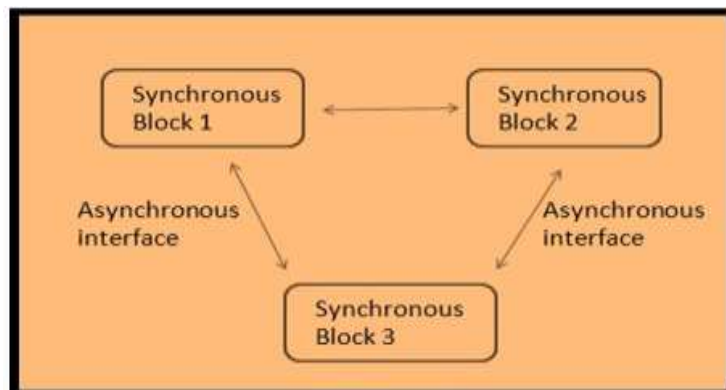 Synchronous
Block 1
Synchronous
Block 2
Asynchronous
interface
Asynchronous
interface
Synchronous
Block 3